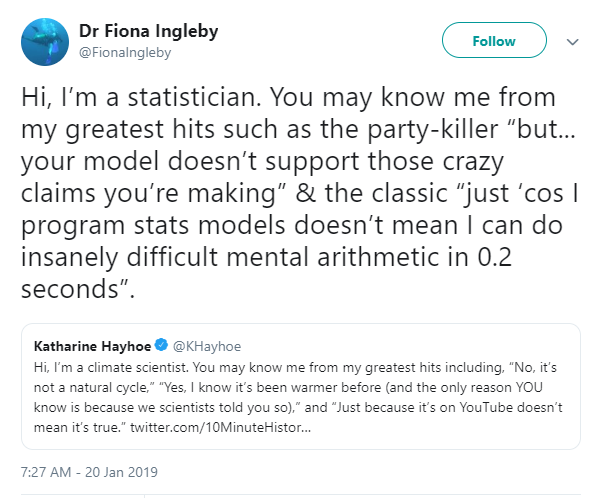 Dr Fiona Ingleby
@FionaIngleby
Follow
Hi, I’m a statistician. You may know me from
my greatest hits such as the party-killer “but...
your model doesn’t support those crazy
claims you’re making” & the classic “just ‘cos I
program stats models doesn’t mean I can do
insanely difficult mental arithmetic in 0.2
seconds”.
Katharine Hayhoe @KHayhoe
Hi, I’m a climate scientist. You may know me from my greatest hits including, “No, it’s
not a natural cycle,” “Yes, I know it’s been warmer before (and the only reason YOU
know is because we scientists told you so),” and “Just because it’s on YouTube doesn’t
mean it’s true.” twitter.com/10MinuteHistor...
7:27 AM - 20 Jan 2019